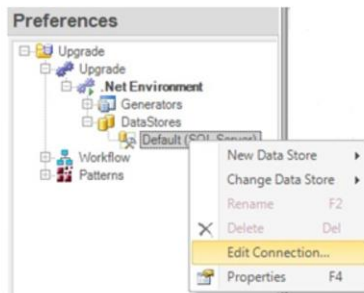 Preferences
Upgrade
Upgrade
.Net Environment
Generators
DataStores
Default (SQL Server)
Workflow
Patterns
New Data Store
Change Data Store
Rename F2
Delete Del
Edit Connection...
Properties F4